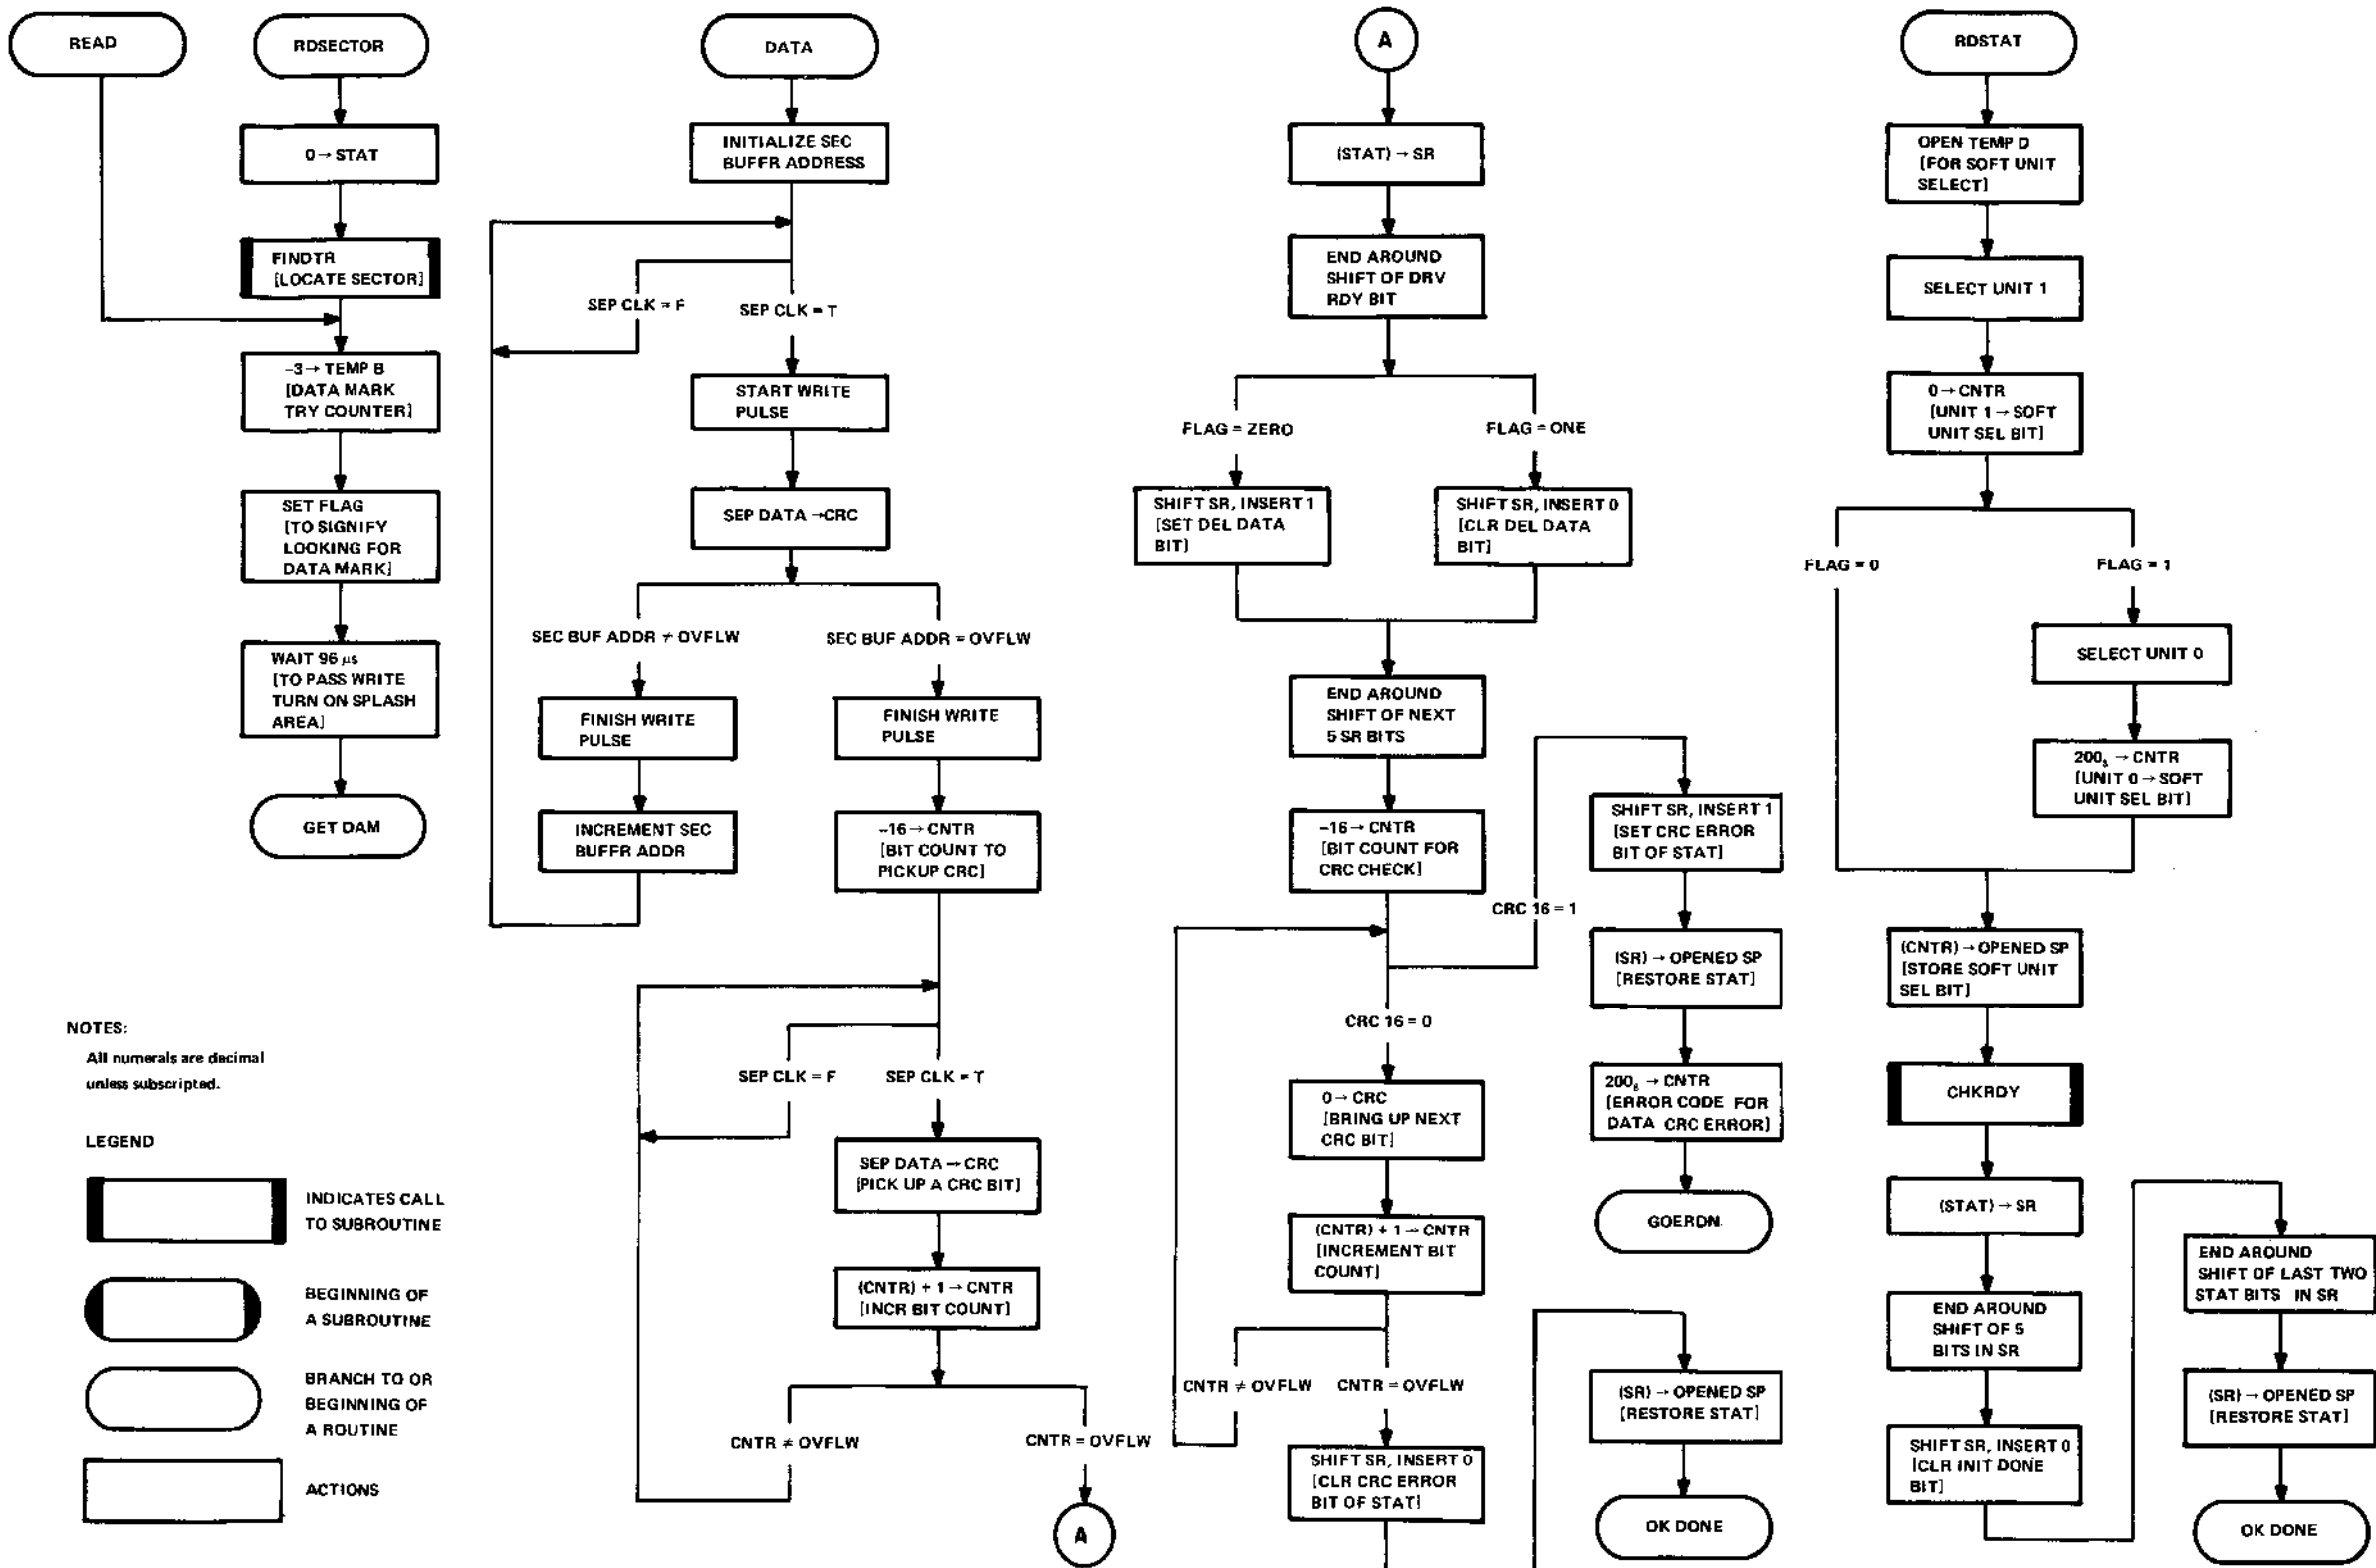 READ
RDSECTOR
0 → STAT
FINDTR
[LOCATE SECTOR]
–3 → TEMP B
[DATA MARK
TRY COUNTER]
SET FLAG
[TO SIGNIFY
LOOKING FOR
DATA MARK]
WAIT 96 μs
[TO PASS WRITE
TURN ON SPLASH
AREA]
GET DAM
NOTES:
All numerals are decimal
unless subscripted.
LEGEND
INDICATES CALL
TO SUBROUTINE
BEGINNING OF
A SUBROUTINE
BRANCH TO OR
BEGINNING OF
A ROUTINE
ACTIONS
DATA
INITIALIZE SEC
BUFFR ADDRESS
SEP CLK = F
SEP CLK = T
START WRITE
PULSE
SEP DATA → CRC
SEC BUF ADDR ≠ OVFLW
SEC BUF ADDR = OVFLW
FINISH WRITE
PULSE
INCREMENT SEC
BUFFR ADDR
FINISH WRITE
PULSE
–16 → CNTR
[BIT COUNT TO
PICKUP CRC]
SEP CLK = F
SEP CLK = T
SEP DATA → CRC
[PICK UP A CRC BIT]
(CNTR) + 1 → CNTR
[INCR BIT COUNT]
CNTR ≠ OVFLW
CNTR = OVFLW
A
A
(STAT) → SR
END AROUND
SHIFT OF DRV
RDY BIT
FLAG = ZERO
FLAG = ONE
SHIFT SR, INSERT 1
[SET DEL DATA
BIT]
SHIFT SR, INSERT 0
[CLR DEL DATA
BIT]
END AROUND
SHIFT OF NEXT
5 SR BITS
–16 → CNTR
[BIT COUNT FOR
CRC CHECK]
CRC 16 = 1
CRC 16 = 0
0 → CRC
[BRING UP NEXT
CRC BIT]
(CNTR) + 1 → CNTR
[INCREMENT BIT
COUNT]
CNTR ≠ OVFLW
CNTR = OVFLW
SHIFT SR, INSERT 0
[CLR CRC ERROR
BIT OF STAT]
SHIFT SR, INSERT 1
[SET CRC ERROR
BIT OF STAT]
(SR) → OPENED SP
[RESTORE STAT]
200₈ → CNTR
[ERROR CODE FOR
DATA CRC ERROR]
GOERDN
(SR) → OPENED SP
[RESTORE STAT]
OK DONE
RDSTAT
OPEN TEMP D
[FOR SOFT UNIT
SELECT]
SELECT UNIT 1
0 → CNTR
[UNIT 1 → SOFT
UNIT SEL BIT]
FLAG = 0
FLAG = 1
SELECT UNIT 0
200₈ → CNTR
[UNIT 0 → SOFT
UNIT SEL BIT]
(CNTR) → OPENED SP
[STORE SOFT UNIT
SEL BIT]
CHKRDY
(STAT) → SR
END AROUND
SHIFT OF 5
BITS IN SR
SHIFT SR, INSERT 0
[CLR INIT DONE
BIT]
END AROUND
SHIFT OF LAST TWO
STAT BITS IN SR
(SR) → OPENED SP
[RESTORE STAT]
OK DONE